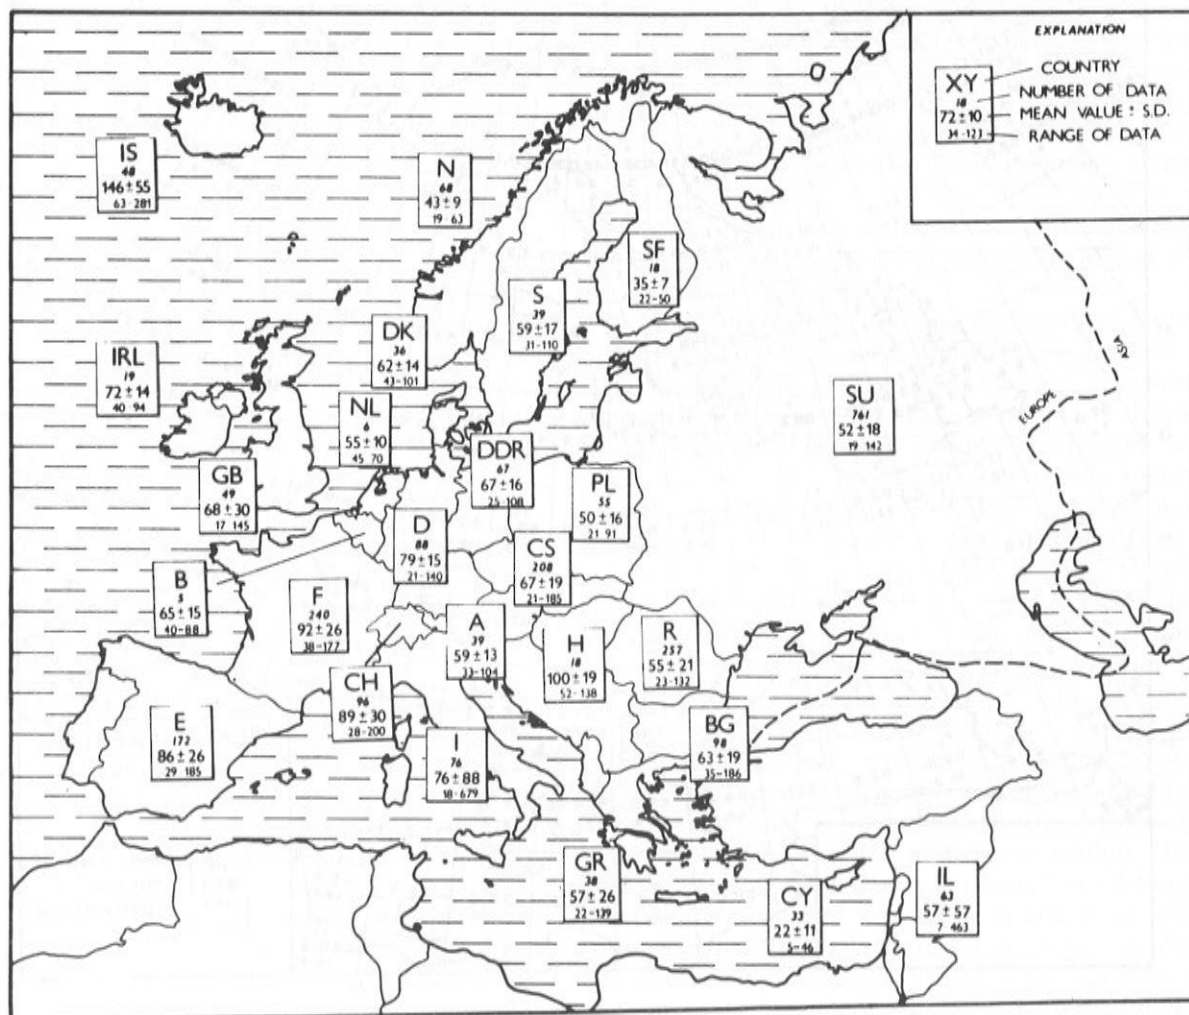 EXPLANATION
XY
18
72±10
34-123
COUNTRY
NUMBER OF DATA
MEAN VALUE ± S.D.
RANGE OF DATA
IS
48
146±55
63-281
N
68
43±9
19-63
SF
18
35±7
22-50
S
39
59±17
31-110
DK
36
62±14
43-101
IRL
19
72±14
40 94
NL
6
55±10
45 70
SU
761
52±18
19 142
EUROPE
ASIA
GB
49
68±30
17 145
DDR
67
67±16
25-108
PL
55
50±16
21 91
D
88
79±15
21-140
CS
208
67±19
21-185
B
5
65±15
40-88
F
240
92±26
38-177
A
39
59±13
33-104
H
18
100±19
52-138
R
257
55±21
23-132
CH
96
89±30
28-200
E
172
86±26
29 185
I
76
76±88
18-679
BG
98
63±19
35-186
GR
38
57±26
22-139
CY
33
22±11
5-46
IL
63
57±57
7 463